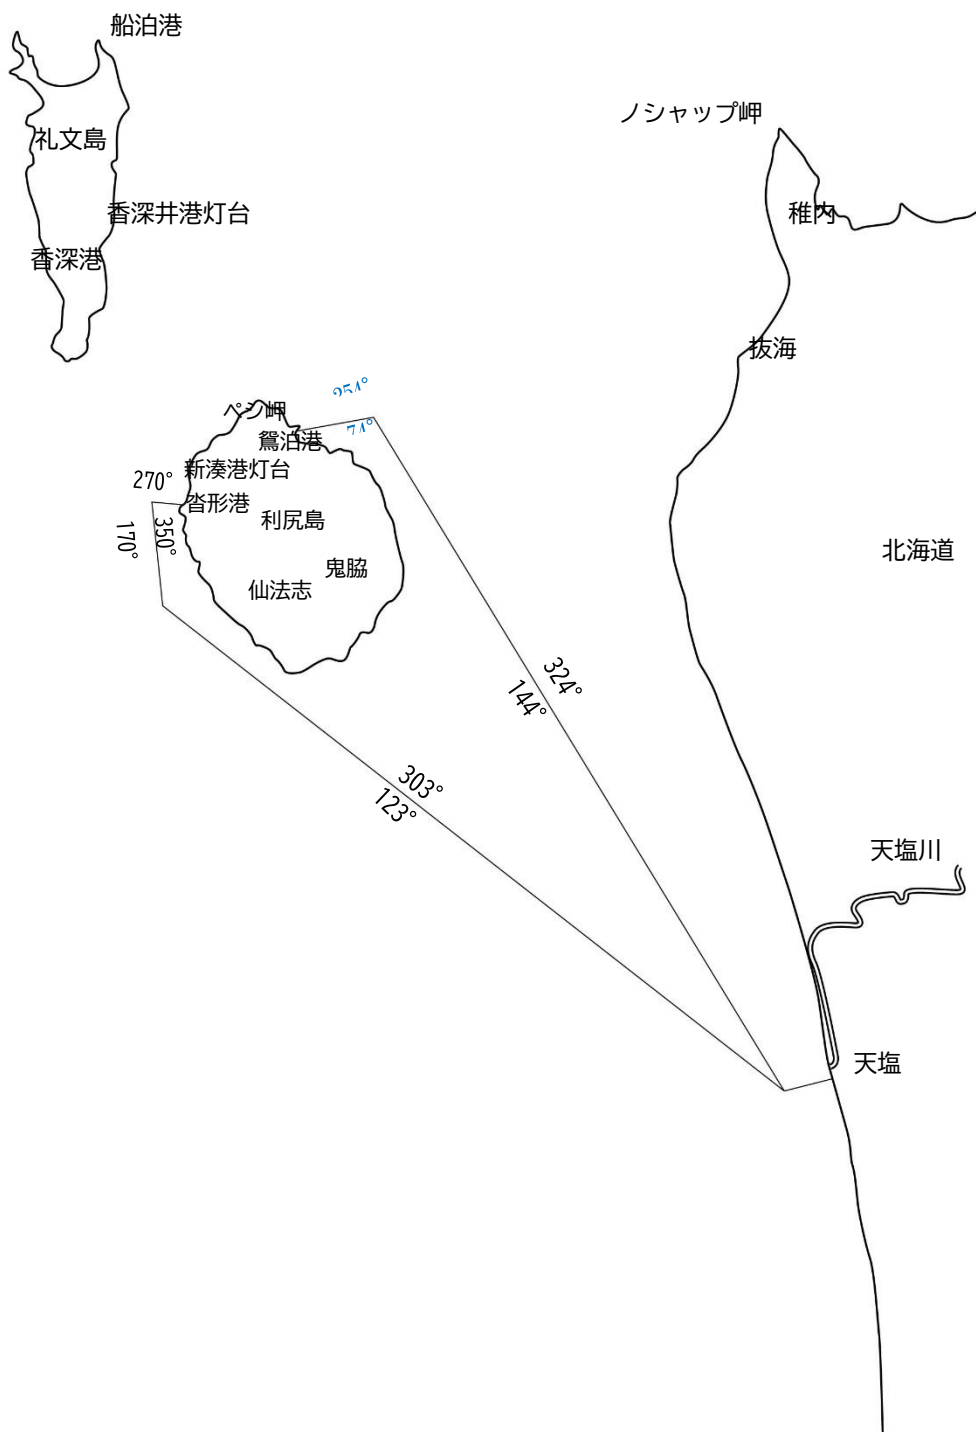 船泊港
ノシャップ岬
礼文島
香深井港灯台
稚内
香深港
抜海
254°
74°
ペシ岬
鴛泊港
新湊港灯台
270°
沓形港
利尻島
350°
170°
鬼脇
仙法志
北海道
324°
144°
303°
123°
天塩川
天塩